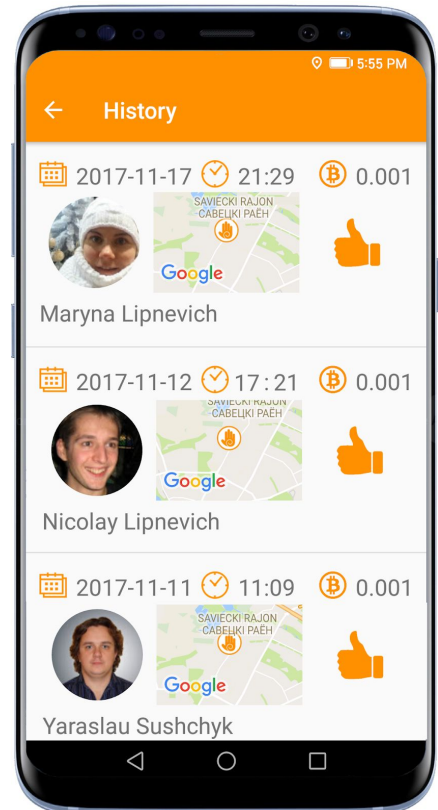 5:55 PM
History
2017-11-17 21:29 0.001
SAVIECKI RAJON
САВЕЦКІ РАЁН
Google
Maryna Lipnevich
2017-11-12 17:21 0.001
SAVIECKI RAJON
САВЕЦКІ РАЁН
Google
Nicolay Lipnevich
2017-11-11 11:09 0.001
SAVIECKI RAJON
САВЕЦКІ РАЁН
Google
Yaraslau Sushchyk